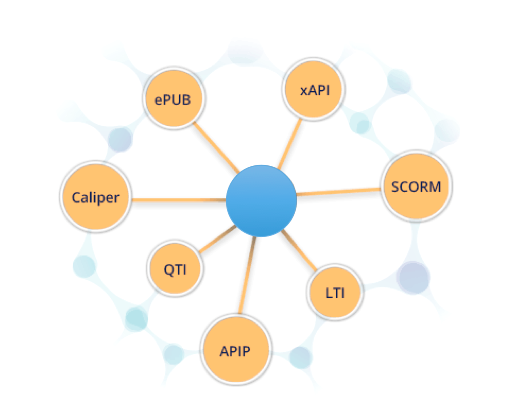 xAPI
ePUB
SCORM
Caliper
QTI
LTI
APIP